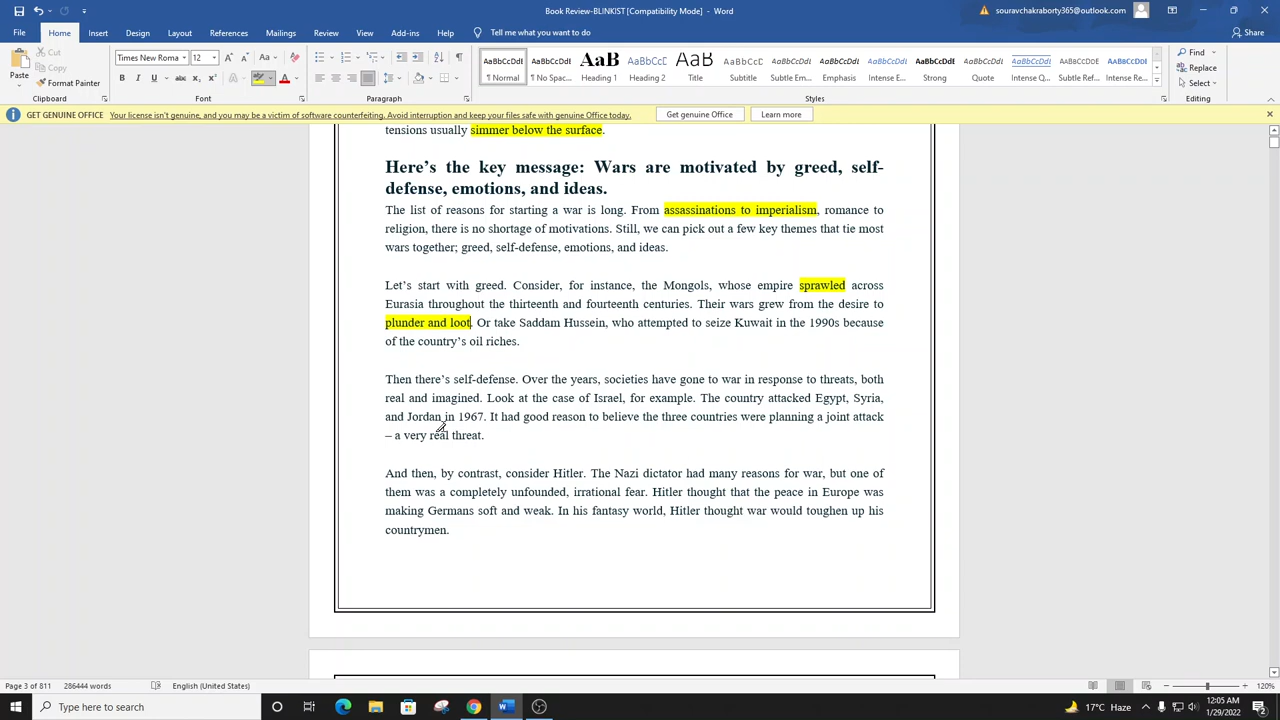 Book Review-BLINKIST] - Word
souravchakraborty365@outlook.com
File Home Insert Design Layout References Mailings Review View Add-ins Help Tell me what you want to do Share
Paste Cut Copy Format Painter
Times New Roma 12
AaBbCcDdI AaBbCcDdI AaB AaBbCcD AaB AaBbCcD AaBbCcDdI AaBbCcDdI AaBbCcDdI AaBbCcDdI AaBbCcDdI AaBbCcDdI AaBbCcDdI AaBbCcDdI
¶ Normal ¶ No Spac... Heading 1 Heading 2 Title Subtitle Subtle Em... Emphasis Intense E... Strong Quote Intense Q... Subtle Ref... Intense Re...
Find Replace Select
Clipboard Font Paragraph Styles Editing
GET GENUINE OFFICE Your license isn't genuine, and you may be a victim of software counterfeiting. Avoid interruption and keep your files safe with genuine Office today. Get genuine Office Learn more
tensions usually simmer below the surface.
Here's the key message: Wars are motivated by greed, self-
defense, emotions, and ideas.
The list of reasons for starting a war is long. From assassinations to imperialism, romance to
religion, there is no shortage of motivations. Still, we can pick out a few key themes that tie most
wars together; greed, self-defense, emotions, and ideas.
Let's start with greed. Consider, for instance, the Mongols, whose empire sprawled across
Eurasia throughout the thirteenth and fourteenth centuries. Their wars grew from the desire to
plunder and loot. Or take Saddam Hussein, who attempted to seize Kuwait in the 1990s because
of the country's oil riches.
Then there's self-defense. Over the years, societies have gone to war in response to threats, both
real and imagined. Look at the case of Israel, for example. The country attacked Egypt, Syria,
and Jordan in 1967. It had good reason to believe the three countries were planning a joint attack
– a very real threat.
And then, by contrast, consider Hitler. The Nazi dictator had many reasons for war, but one of
them was a completely unfounded, irrational fear. Hitler thought that the peace in Europe was
making Germans soft and weak. In his fantasy world, Hitler thought war would toughen up his
countrymen.
Page 3 of 811 286444 words English (United States) 120%
Type here to search 17°C Haze 12:05 AM
1/29/2022